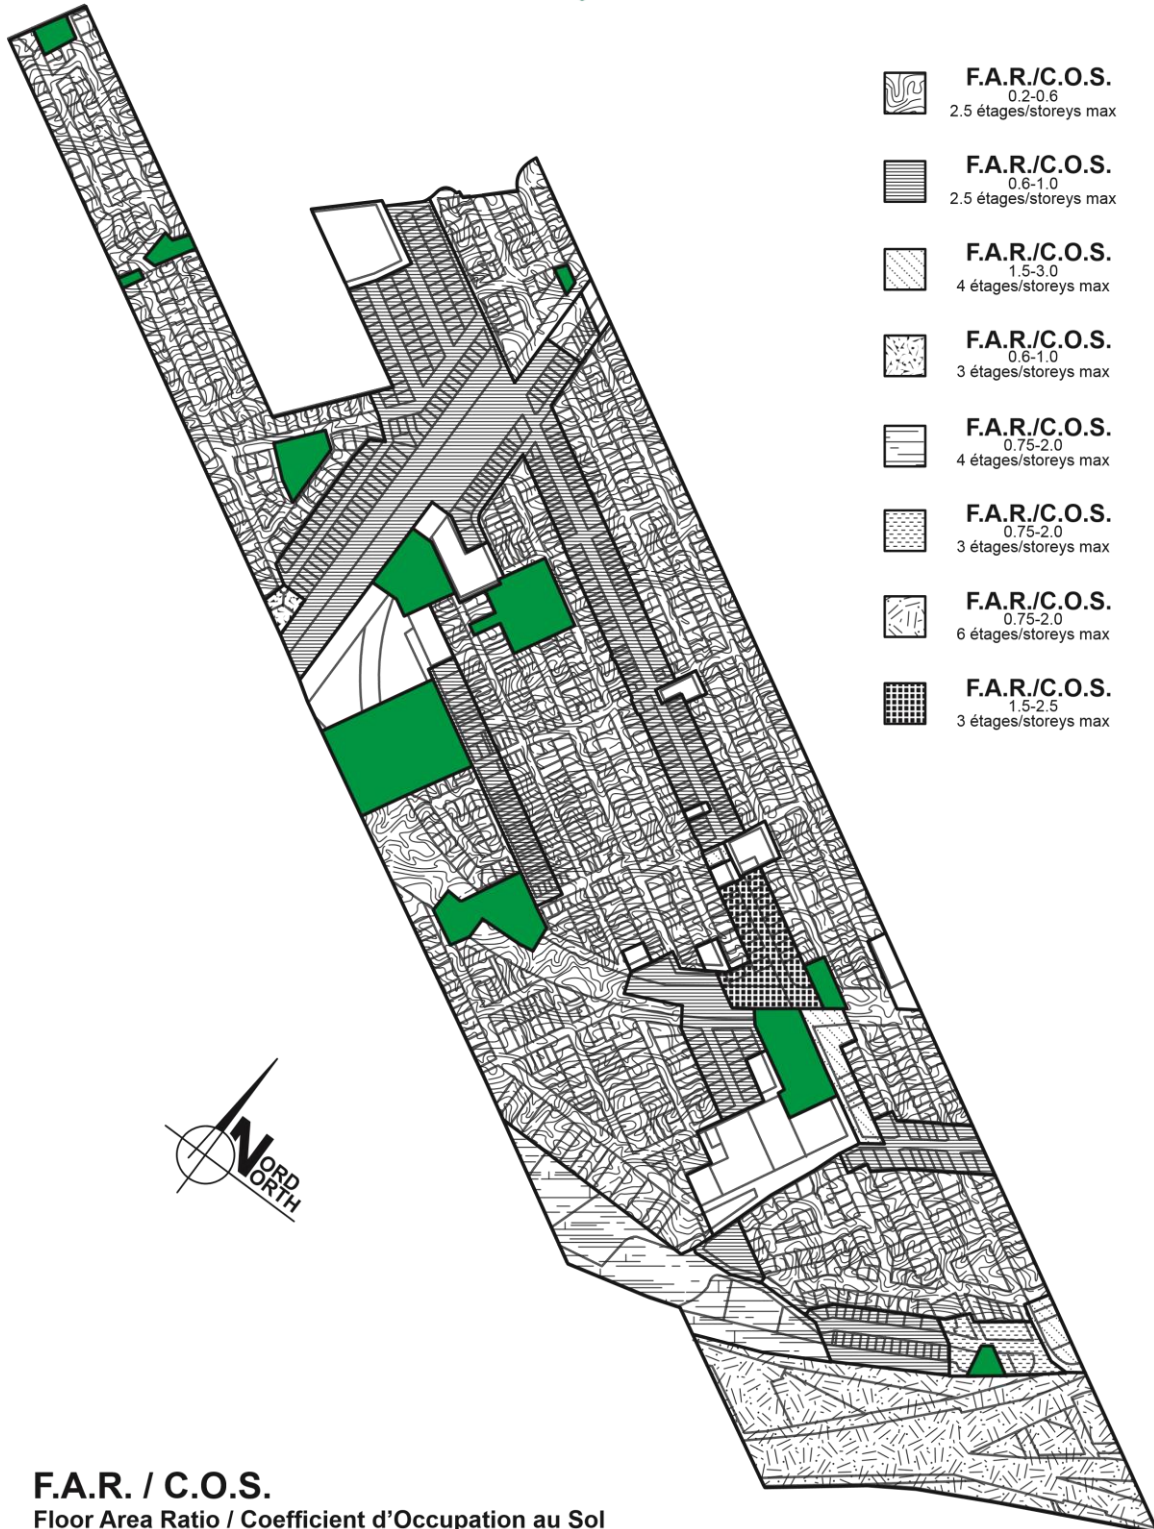 F.A.R./C.O.S.
0.2-0.6
2.5 étages/storeys max
F.A.R./C.O.S.
0.6-1.0
2.5 étages/storeys max
F.A.R./C.O.S.
1.5-3.0
4 étages/storeys max
F.A.R./C.O.S.
0.6-1.0
3 étages/storeys max
F.A.R./C.O.S.
0.75-2.0
4 étages/storeys max
F.A.R./C.O.S.
0.75-2.0
3 étages/storeys max
F.A.R./C.O.S.
0.75-2.0
6 étages/storeys max
F.A.R./C.O.S.
1.5-2.5
3 étages/storeys max
NORD
NORTH
F.A.R. / C.O.S.
Floor Area Ratio / Coefficient d'Occupation au Sol